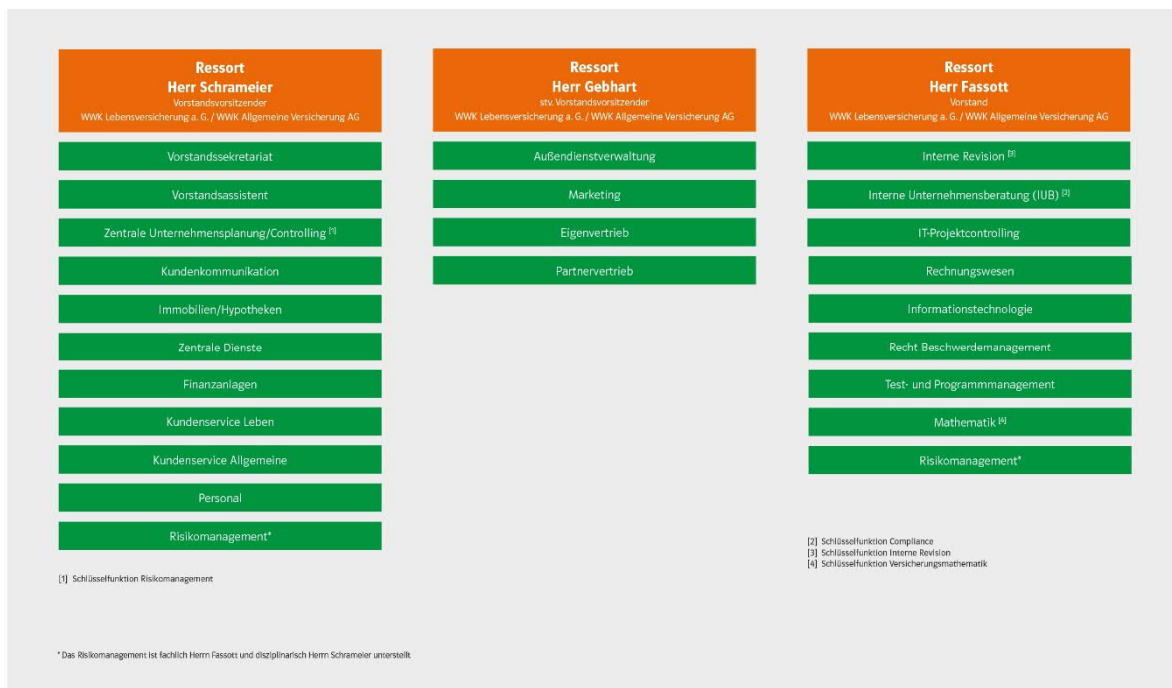 Ressort
Herr Schrameier
Vorstandsvorsitzender
WWK Lebensversicherung a. G. / WWK Allgemeine Versicherung AG
Vorstandssekretariat
Vorstandsassistent
Zentrale Unternehmensplanung/Controlling [1]
Kundenkommunikation
Immobilien/Hypotheken
Zentrale Dienste
Finanzanlagen
Kundenservice Leben
Kundenservice Allgemeine
Personal
Risikomanagement*
[1] Schlüsselfunktion Risikomanagement
Ressort
Herr Gebhart
stv. Vorstandsvorsitzender
WWK Lebensversicherung a. G. / WWK Allgemeine Versicherung AG
Außendienstverwaltung
Marketing
Eigenvertrieb
Partnervertrieb
Ressort
Herr Fassott
Vorstand
WWK Lebensversicherung a. G. / WWK Allgemeine Versicherung AG
Interne Revision [3]
Interne Unternehmensberatung (IUB) [2]
IT-Projektcontrolling
Rechnungswesen
Informationstechnologie
Recht Beschwerdemanagement
Test- und Programmmanagement
Mathematik [4]
Risikomanagement*
[2] Schlüsselfunktion Compliance
[3] Schlüsselfunktion Interne Revision
[4] Schlüsselfunktion Versicherungsmathematik
* Das Risikomanagement ist fachlich Herrn Fassott und disziplinarisch Herrn Schrameier unterstellt